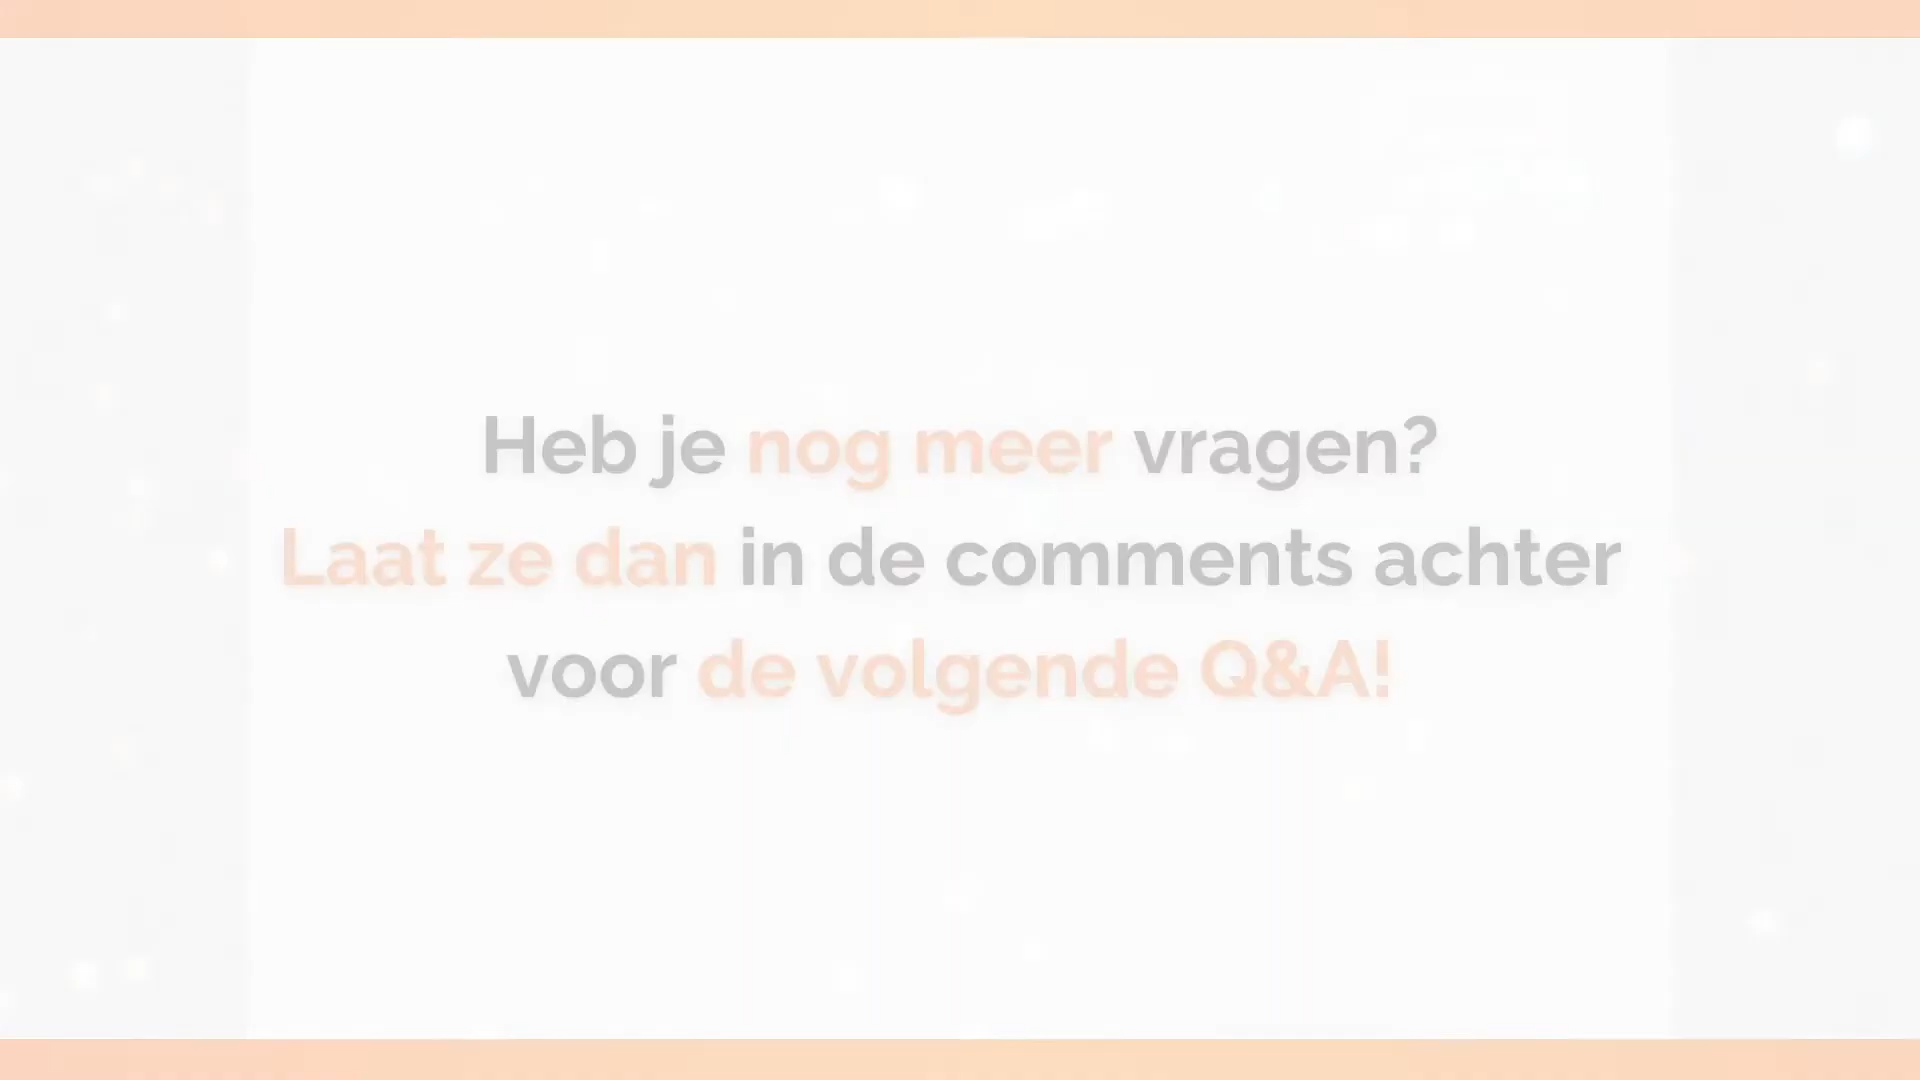 Heb je nog meer vragen?
Laat ze dan in de comments achter
voor de volgende Q&A!